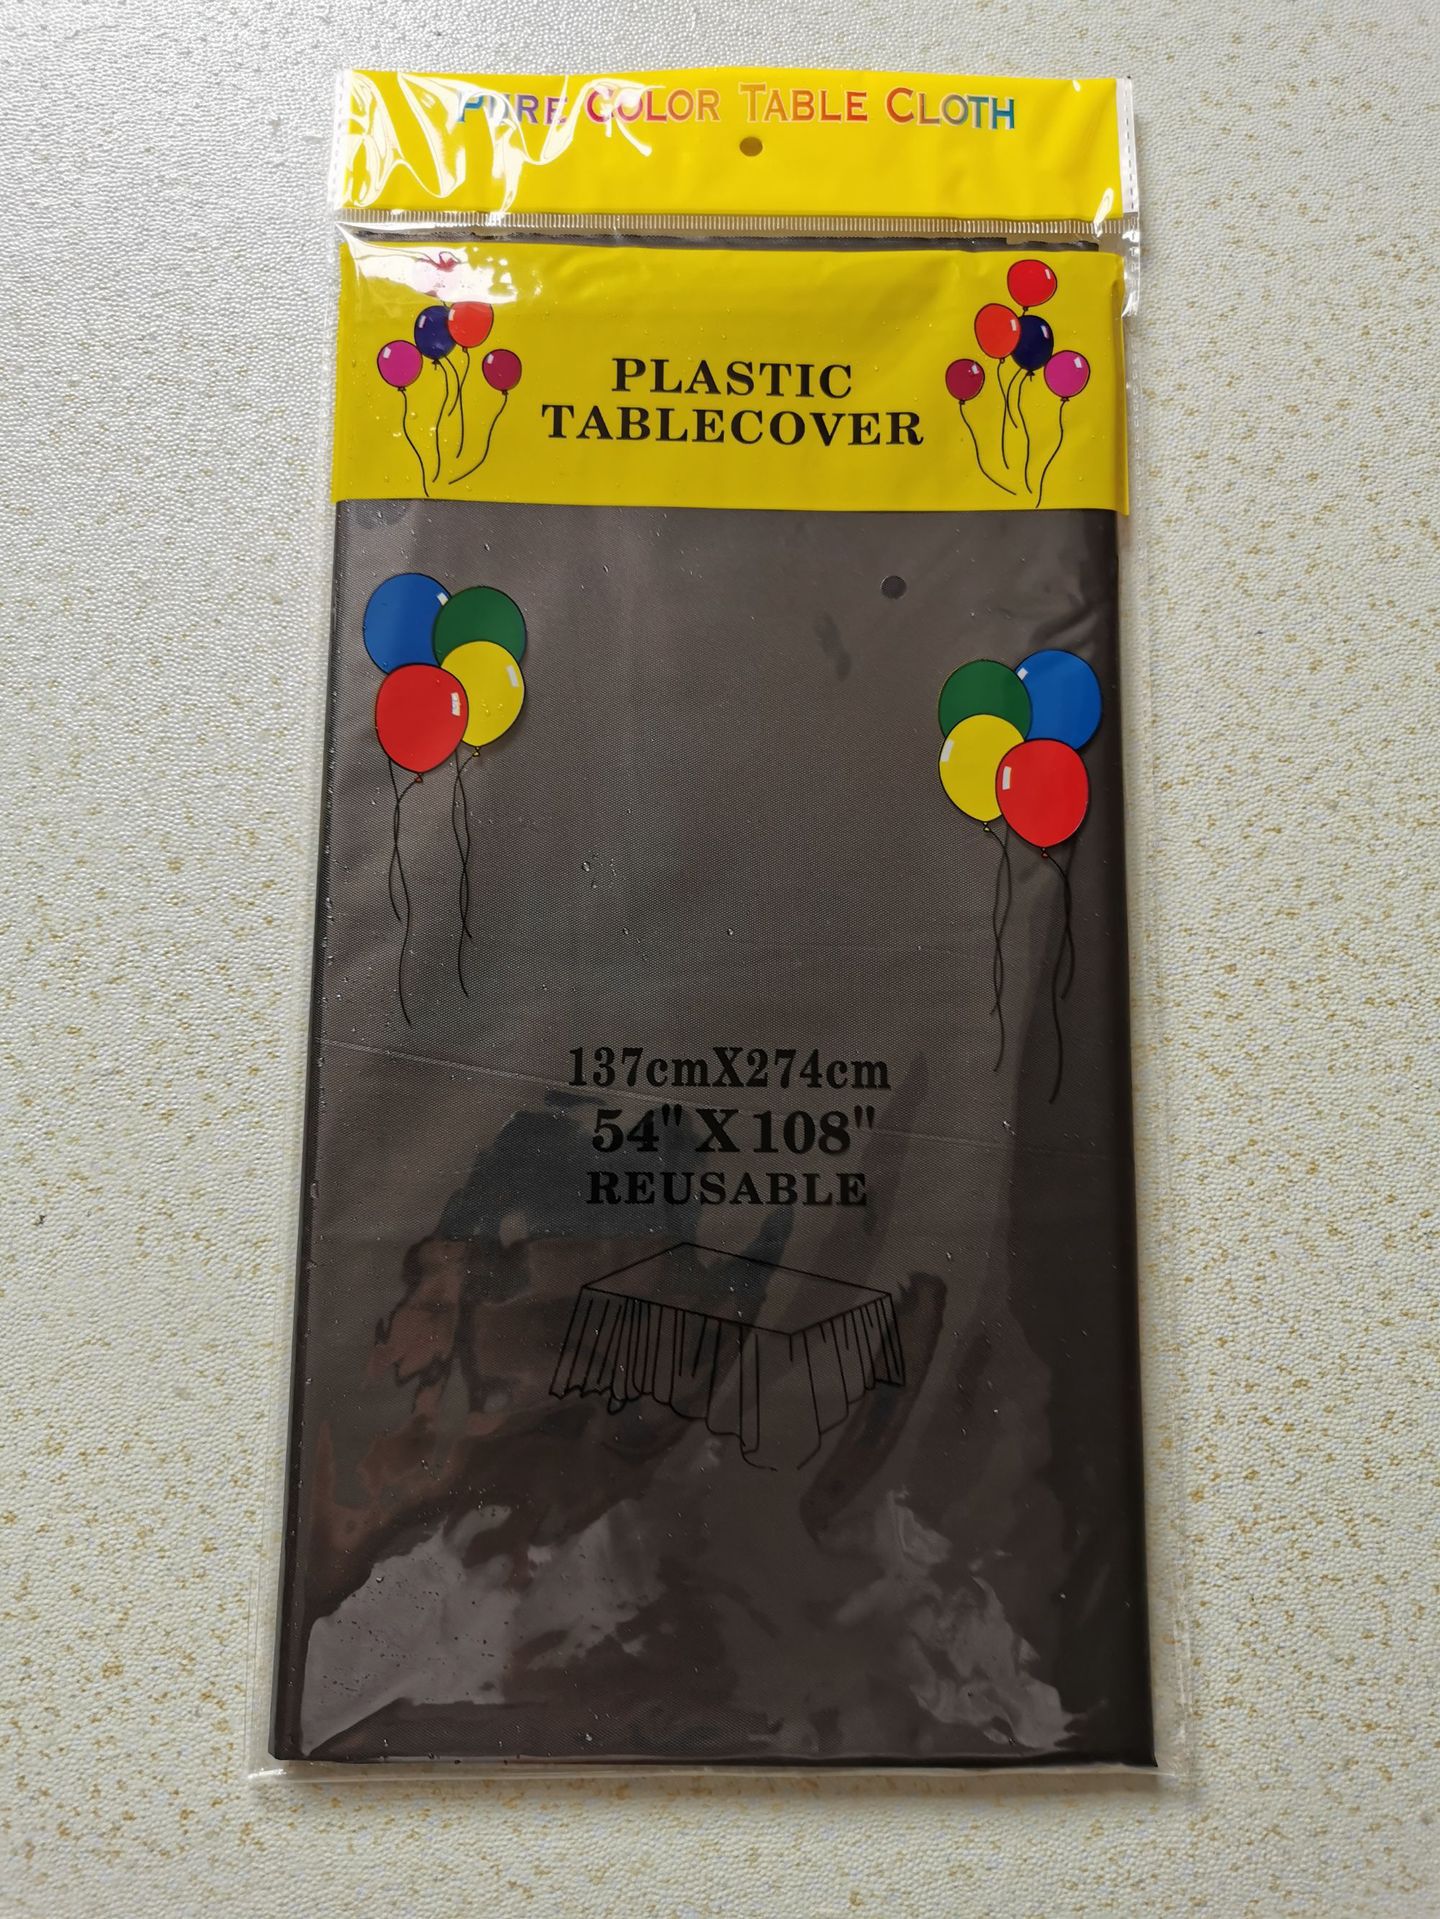 PURE COLOR TABLE CLOTH
PLASTIC
TABLECOVER
137cmX274cm
54" X 108"
REUSABLE